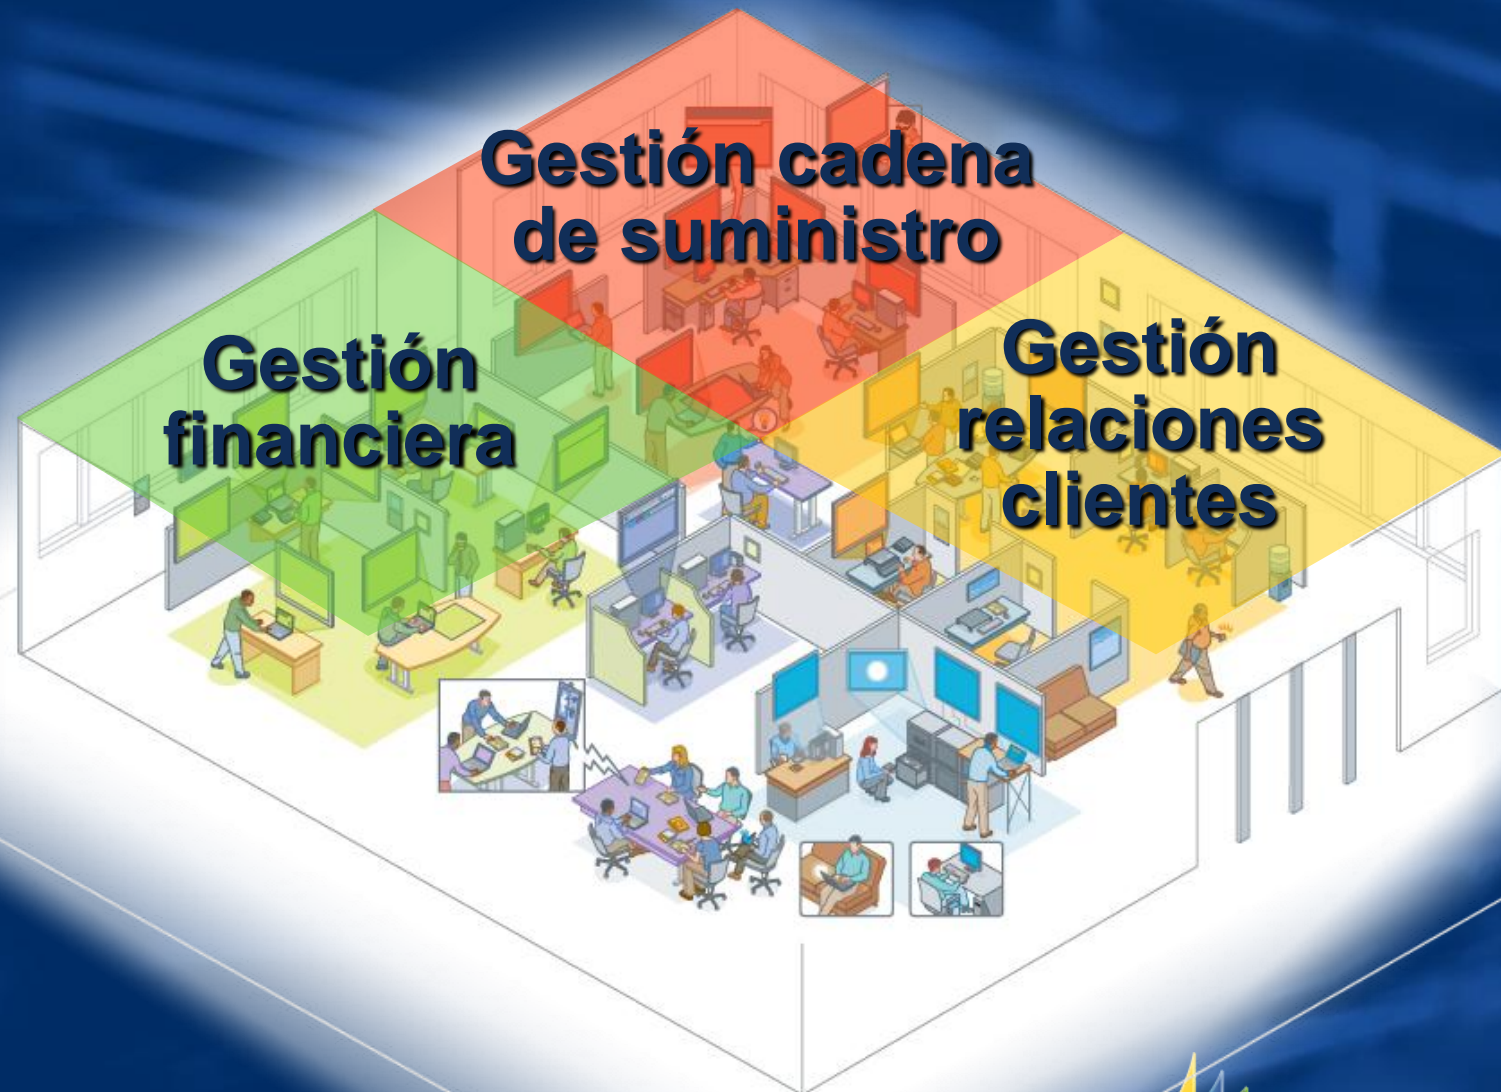 Gestión cadena
de suministro
Gestión
financiera
Gestión
relaciones
clientes